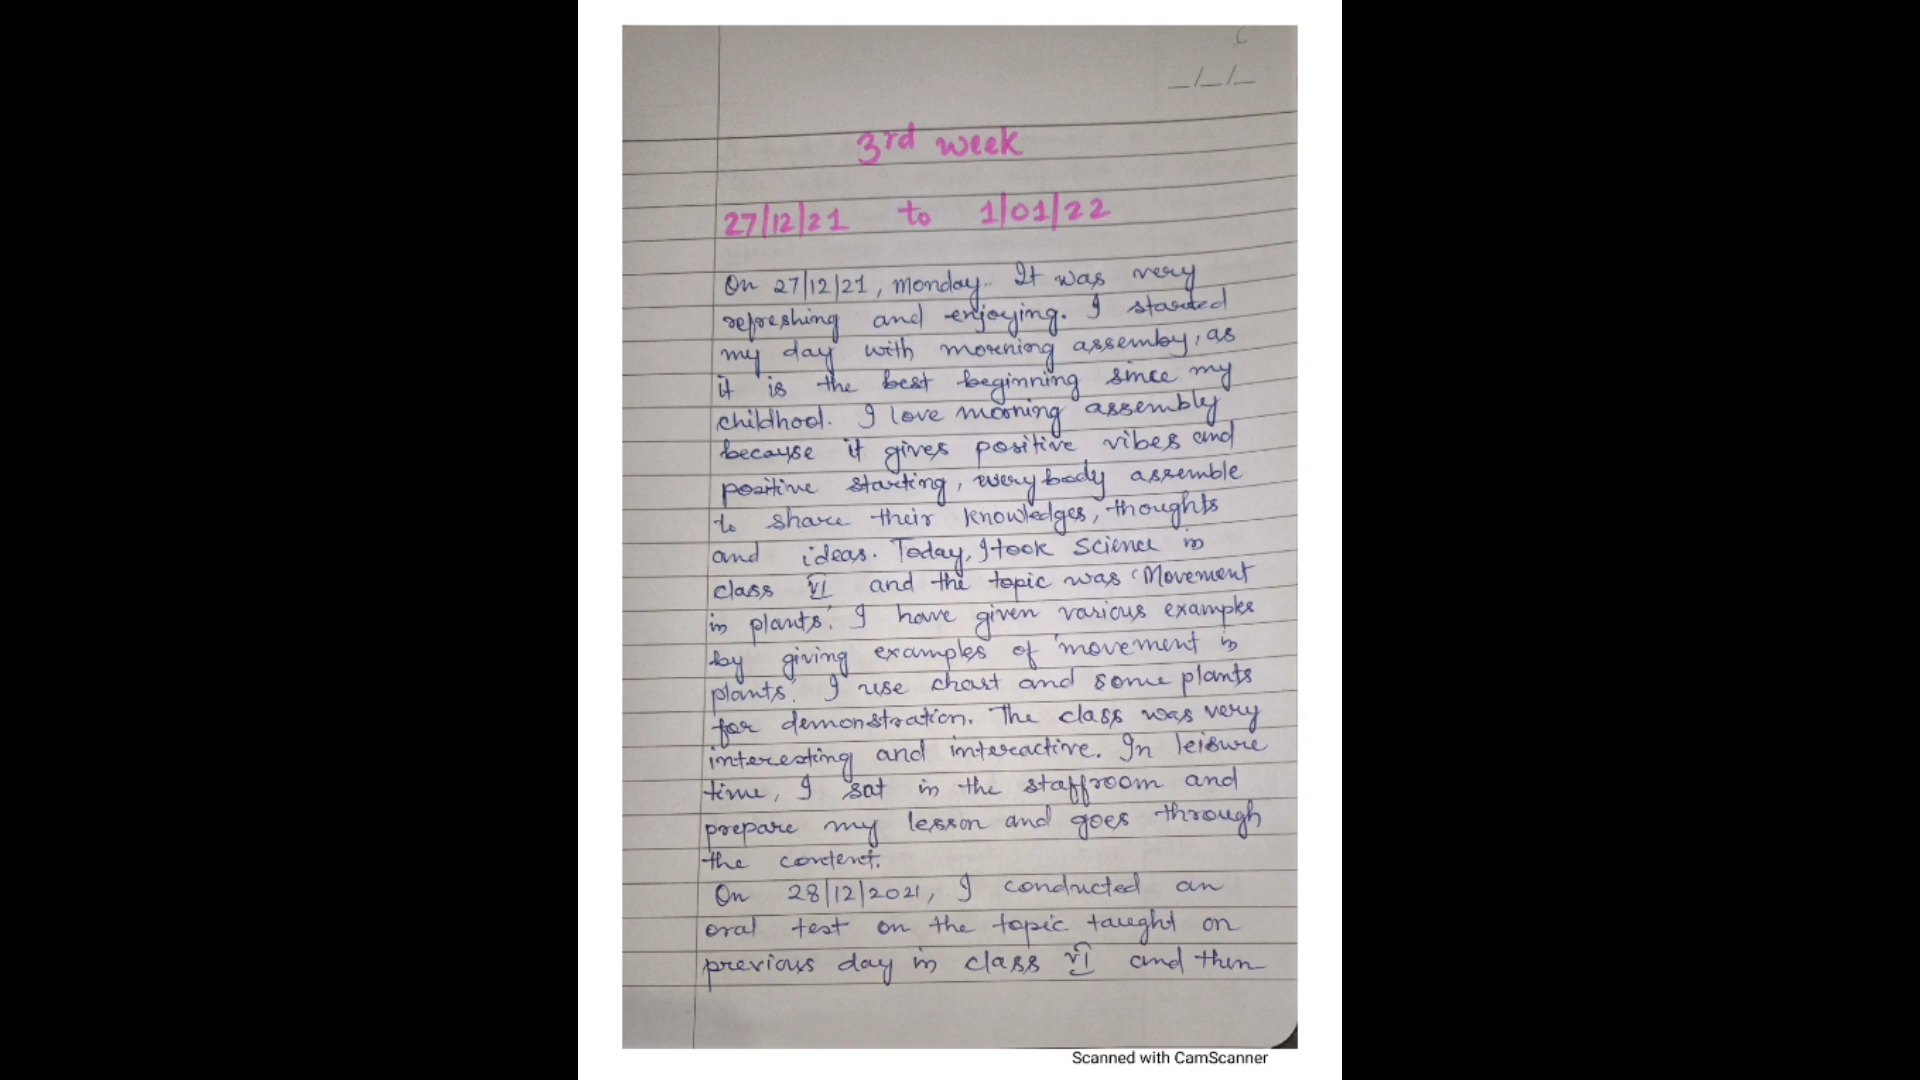 __/__/__
3rd week
27/12/21 to 1/01/22
On 27/12/21, Monday.. It was very
refreshing and enjoying. I started
my day with morning assemby, as
it is the best beginning since my
childhood. I love morning assembly
because it gives positive vibes and
positive starting, everybody assemble
to share their knowledges, thoughts
and ideas. Today, I took Science in
class VI and the topic was 'Movement
in plants'. I have given various examples
by giving examples of 'movement in
plants'. I use chart and some plants
for demonstration. The class was very
interesting and interactive. In leisure
time, I sat in the staffroom and
prepare my lesson and goes through
the content.
On 28/12/2021, I conducted an
oral test on the topic taught on
previous day in class VI and then
Scanned with CamScanner